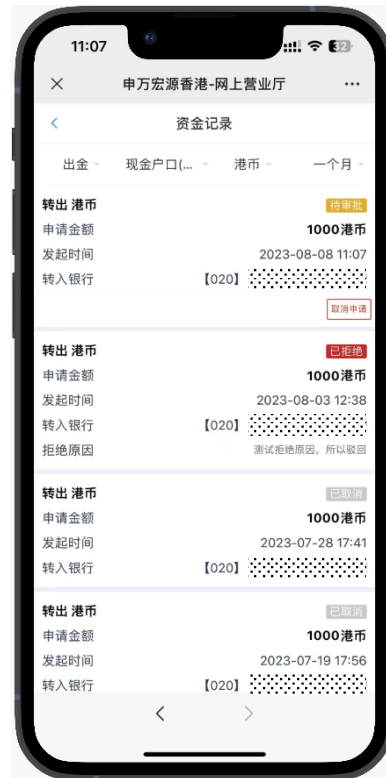 11:07
32
申万宏源香港-网上营业厅
资金记录
出金 现金户口(... 港币 一个月
转出 港币 待审批
申请金额 1000港币
发起时间 2023-08-08 11:07
转入银行 【020】
取消申请
转出 港币 已拒绝
申请金额 1000港币
发起时间 2023-08-03 12:38
转入银行 【020】
拒绝原因 测试拒绝原因，所以驳回
转出 港币 已取消
申请金额 1000港币
发起时间 2023-07-28 17:41
转入银行 【020】
转出 港币 已取消
申请金额 1000港币
发起时间 2023-07-19 17:56
转入银行 【020】